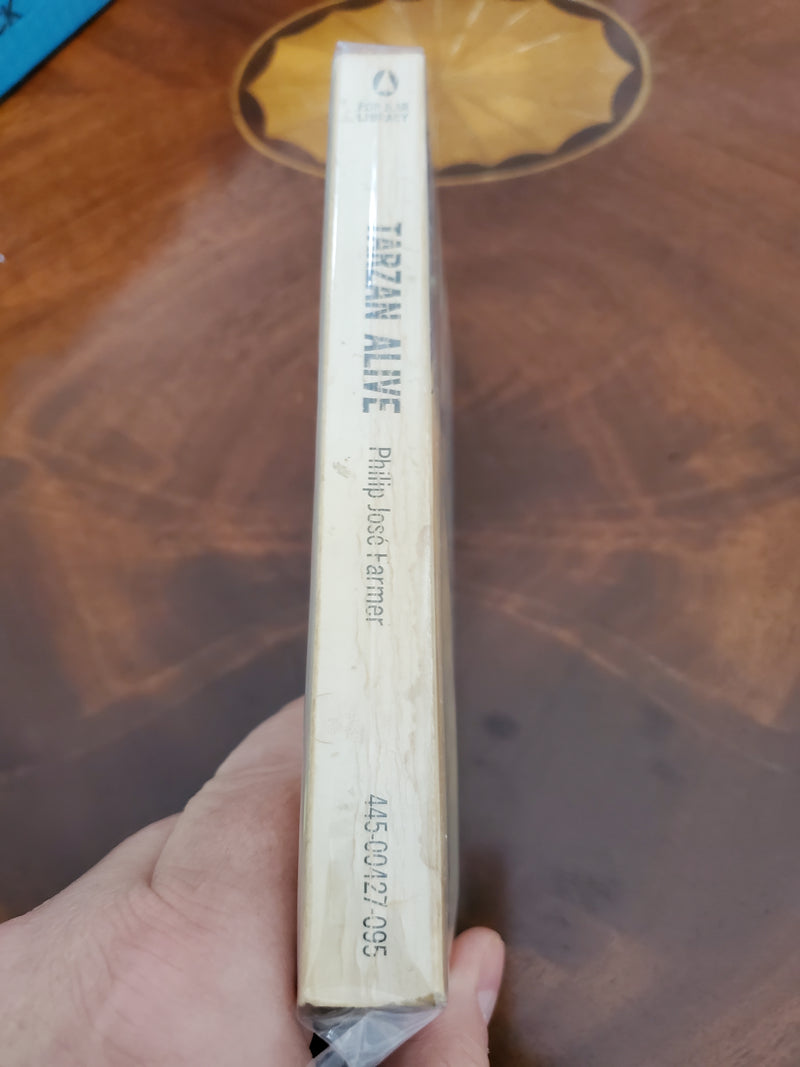 POPULAR
LIBRARY
TARZAN ALIVE
Philip José Farmer
445-00427-095